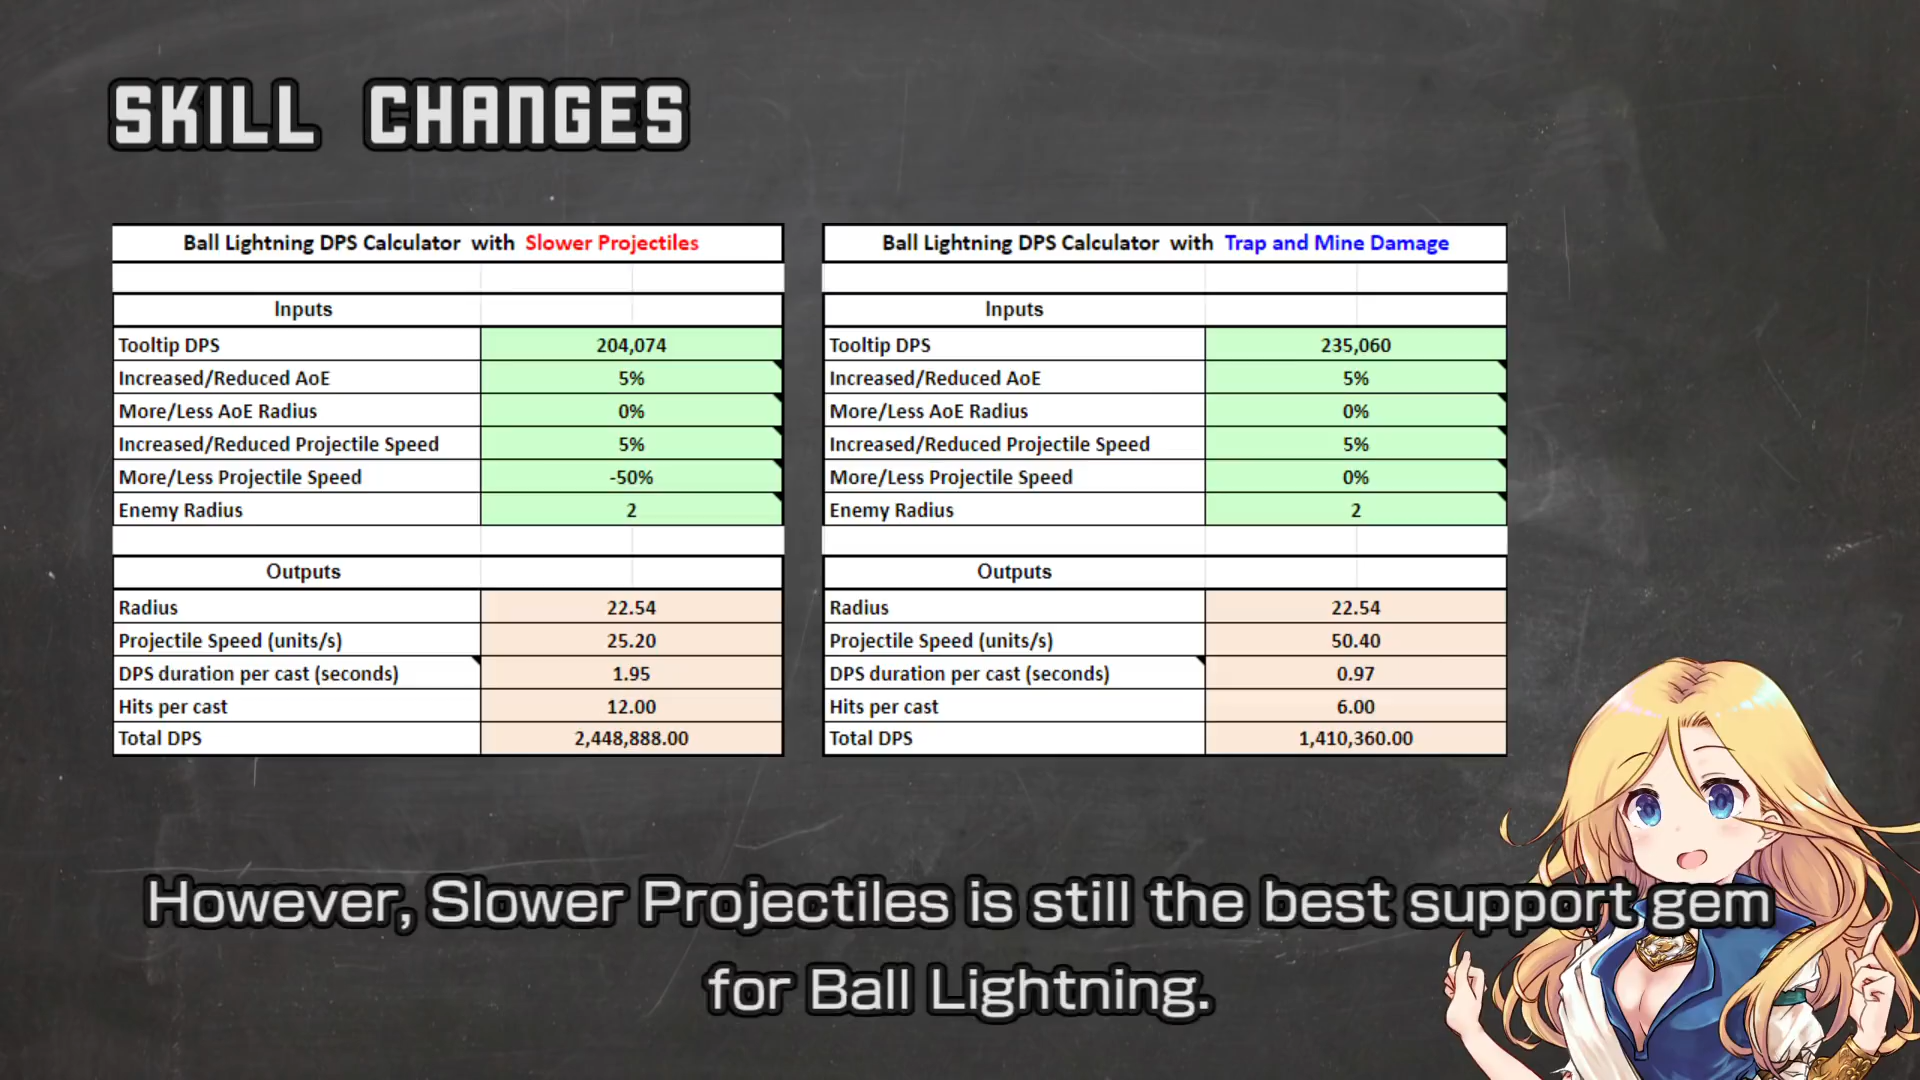 SKILL CHANGES
Ball Lightning DPS Calculator with Slower Projectiles
Inputs
Tooltip DPS 204,074
Increased/Reduced AoE 5%
More/Less AoE Radius 0%
Increased/Reduced Projectile Speed 5%
More/Less Projectile Speed -50%
Enemy Radius 2
Outputs
Radius 22.54
Projectile Speed (units/s) 25.20
DPS duration per cast (seconds) 1.95
Hits per cast 12.00
Total DPS 2,448,888.00
Ball Lightning DPS Calculator with Trap and Mine Damage
Inputs
Tooltip DPS 235,060
Increased/Reduced AoE 5%
More/Less AoE Radius 0%
Increased/Reduced Projectile Speed 5%
More/Less Projectile Speed 0%
Enemy Radius 2
Outputs
Radius 22.54
Projectile Speed (units/s) 50.40
DPS duration per cast (seconds) 0.97
Hits per cast 6.00
Total DPS 1,410,360.00
However, Slower Projectiles is still the best support gem
for Ball Lightning.